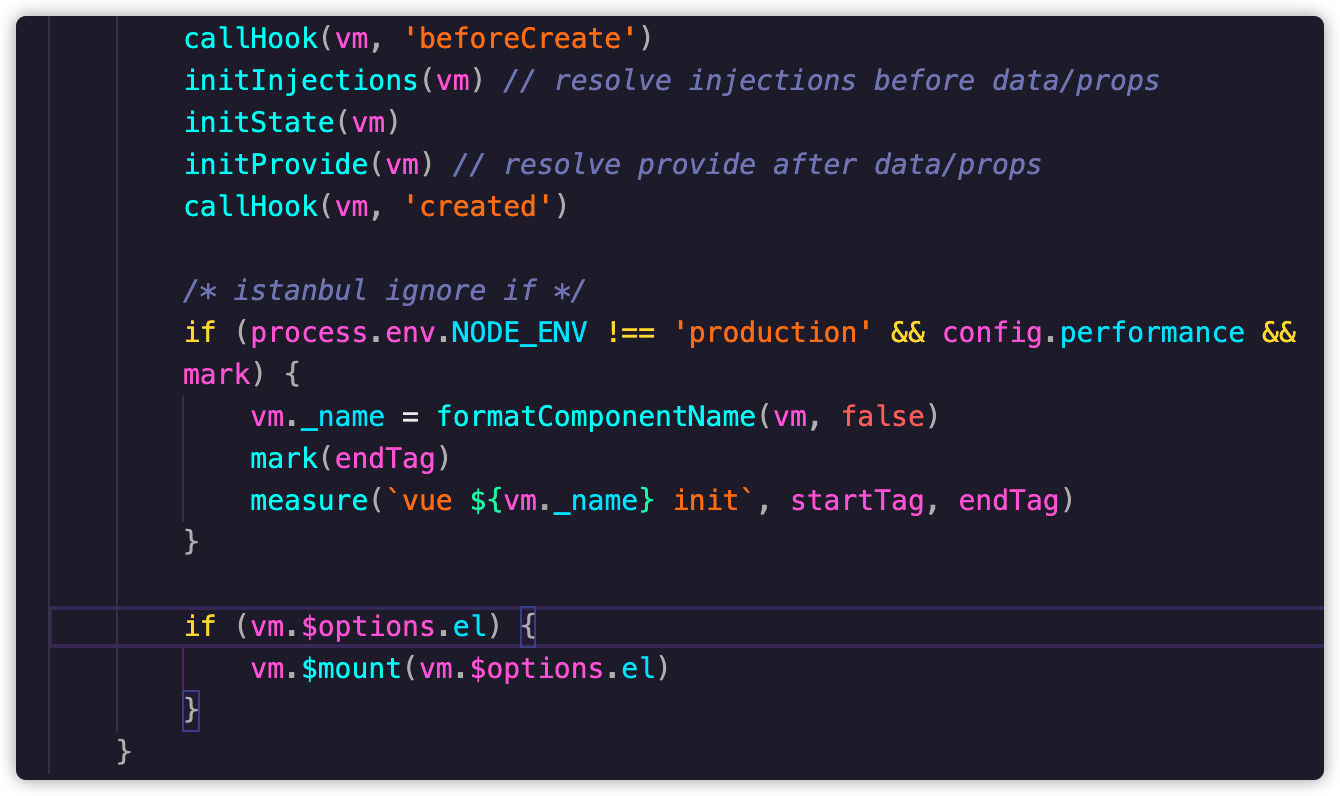 callHook(vm, 'beforeCreate')
initInjections(vm) // resolve injections before data/props
initState(vm)
initProvide(vm) // resolve provide after data/props
callHook(vm, 'created')
/* istanbul ignore if */
if (process.env.NODE_ENV !== 'production' && config.performance &&
mark) {
vm._name = formatComponentName(vm, false)
mark(endTag)
measure(`vue ${vm._name} init`, startTag, endTag)
}
if (vm.$options.el) {
vm.$mount(vm.$options.el)
}
}